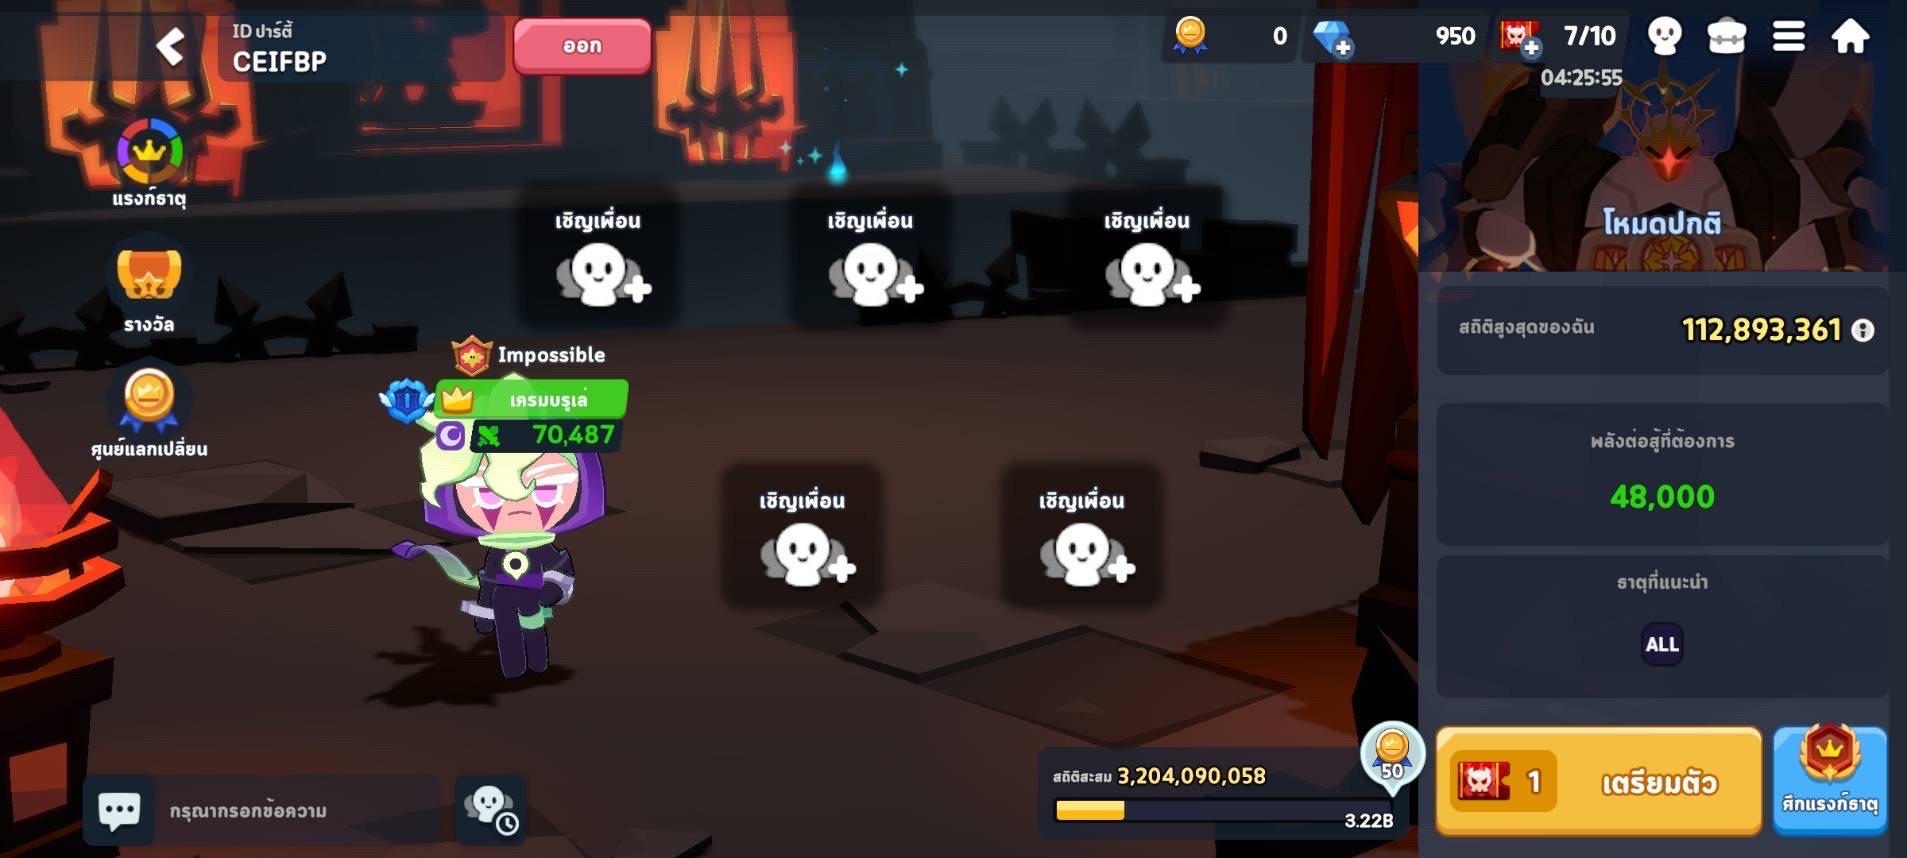 ID ปาร์ตี้
CEIFBP
ออก
0
950
7/10
04:25:55
แรงก์ธาตุ
รางวัล
ศูนย์แลกเปลี่ยน
เชิญเพื่อน
เชิญเพื่อน
เชิญเพื่อน
Impossible
เครมบรูเล่
70,487
เชิญเพื่อน
เชิญเพื่อน
โหมดปกติ
สถิติสูงสุดของฉัน
112,893,361
พลังต่อสู้ที่ต้องการ
48,000
ธาตุที่แนะนำ
ALL
กรุณากรอกข้อความ
สถิติสะสม 3,204,090,058
50
3.22B
1
เตรียมตัว
ศึกแรงก์ธาตุ